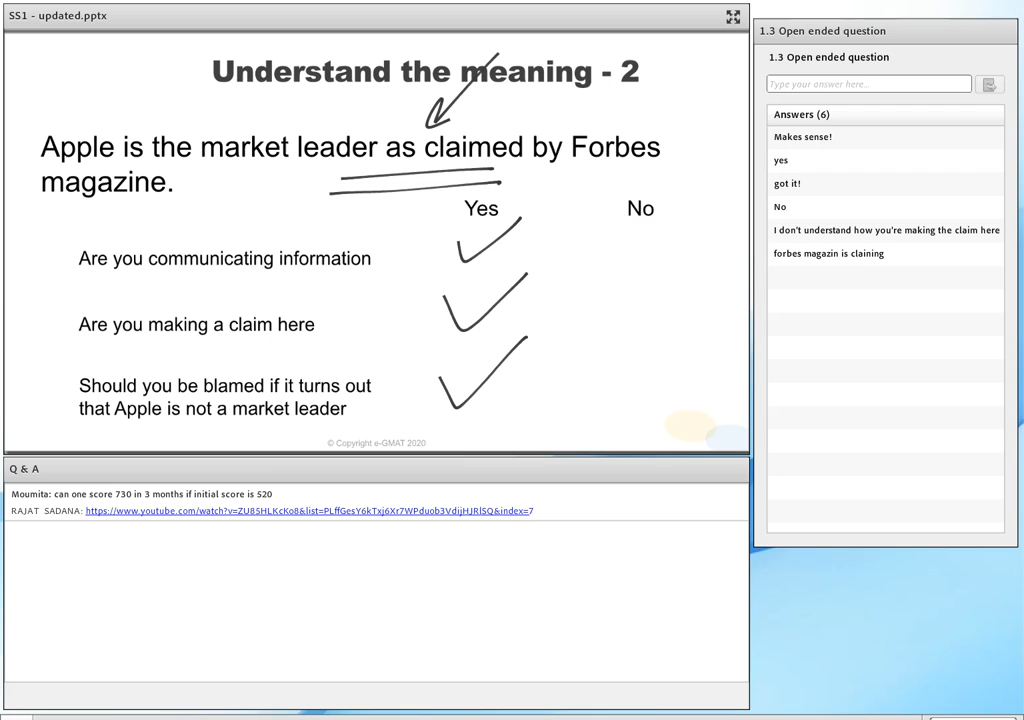 SS1 - updated.pptx
Understand the meaning - 2
Apple is the market leader as claimed by Forbes
magazine.
Yes No
Are you communicating information
Are you making a claim here
Should you be blamed if it turns out
that Apple is not a market leader
© Copyright e-GMAT 2020
Q & A
Moumita: can one score 730 in 3 months if initial score is 520
RAJAT SADANA: https://www.youtube.com/watch?v=ZU85HLKcKo8&list=PLffGesY6kTxj6Xr7WPduob3VdijHJRlSQ&index=7
1.3 Open ended question
1.3 Open ended question
Type your answer here...
Answers (6)
Makes sense!
yes
got it!
No
I don't understand how you're making the claim here
forbes magazin is claining